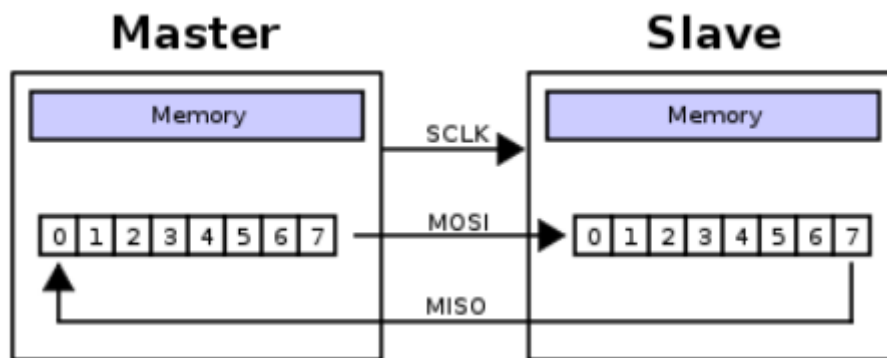 Master Slave
Memory Memory
SCLK
0 1 2 3 4 5 6 7 MOSI 0 1 2 3 4 5 6 7
MISO